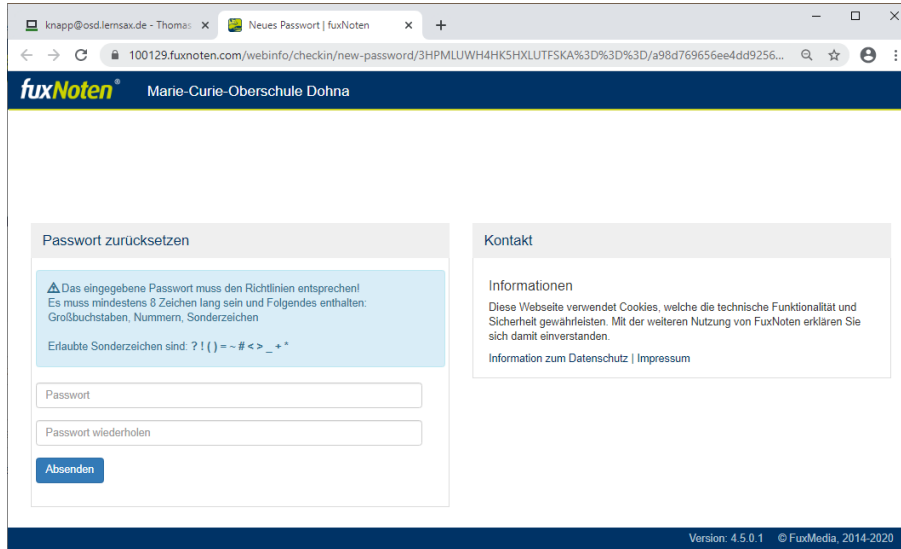 knapp@osd.lernsax.de - Thomas
Neues Passwort | fuxNoten
100129.fuxnoten.com/webinfo/checkin/new-password/3HPMLUWH4HK5HXLUTFSKA%3D%3D%3D/a98d769656ee4dd9256...
fuxNoten®
Marie-Curie-Oberschule Dohna
Passwort zurücksetzen
Das eingegebene Passwort muss den Richtlinien entsprechen!
Es muss mindestens 8 Zeichen lang sein und Folgendes enthalten:
Großbuchstaben, Nummern, Sonderzeichen
Erlaubte Sonderzeichen sind: ? ! ( ) = ~ # < > _ + *
Passwort
Passwort wiederholen
Absenden
Kontakt
Informationen
Diese Webseite verwendet Cookies, welche die technische Funktionalität und
Sicherheit gewährleisten. Mit der weiteren Nutzung von FuxNoten erklären Sie
sich damit einverstanden.
Information zum Datenschutz | Impressum
Version: 4.5.0.1 © FuxMedia, 2014-2020